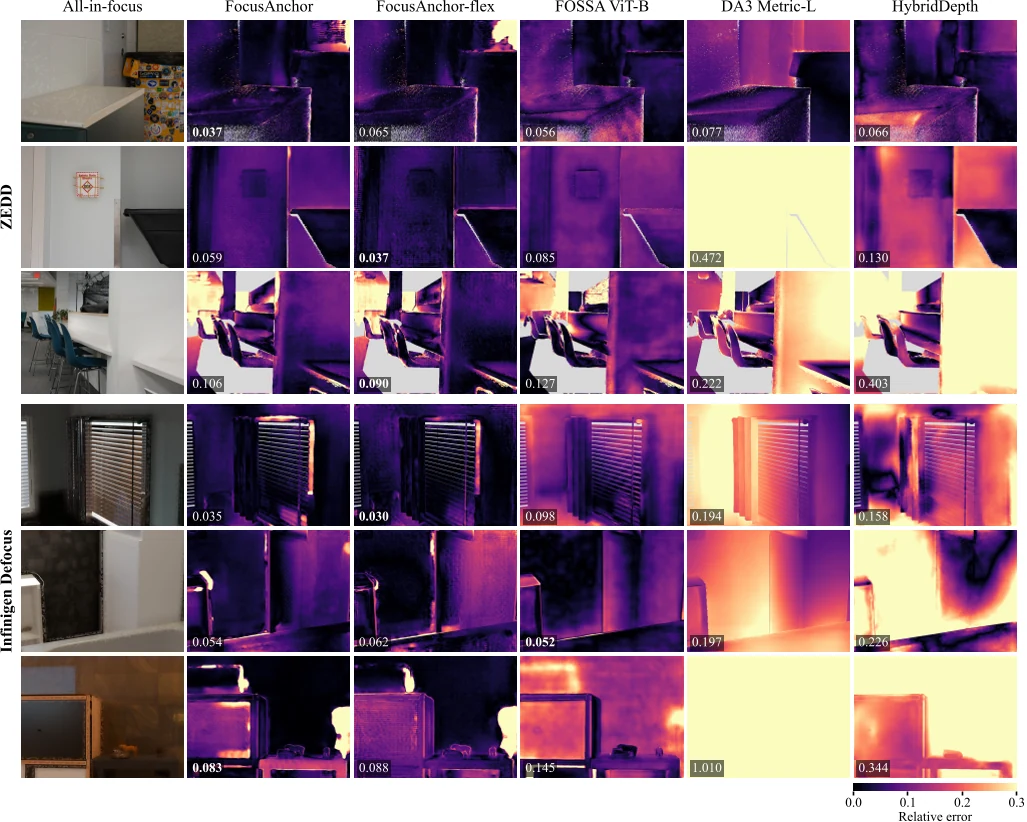 All-in-focus FocusAnchor FocusAnchor-flex FOSSA ViT-B DA3 Metric-L HybridDepth
ZEDD
0.037 0.065 0.056 0.077 0.066
0.059 0.037 0.085 0.472 0.130
0.106 0.090 0.127 0.222 0.403
Infinigen Defocus
0.035 0.030 0.098 0.194 0.158
0.054 0.062 0.052 0.197 0.226
0.083 0.088 0.145 1.010 0.344
0.0 0.1 0.2 0.3
Relative error